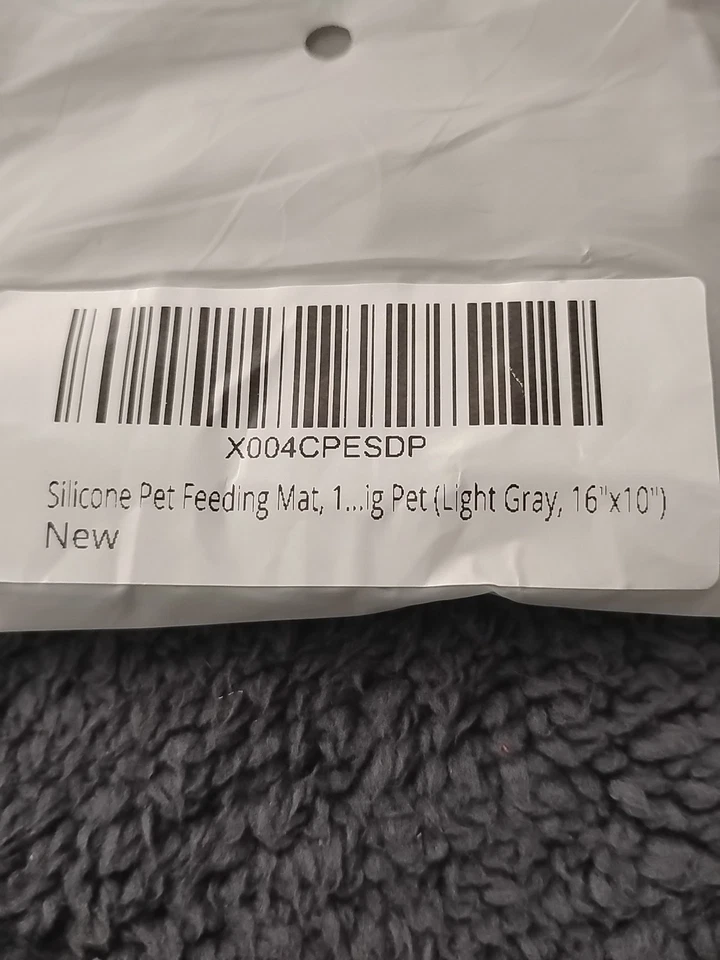 X004CPESDP
Silicone Pet Feeding Mat, 1...ig Pet (Light Gray, 16"x10")
New